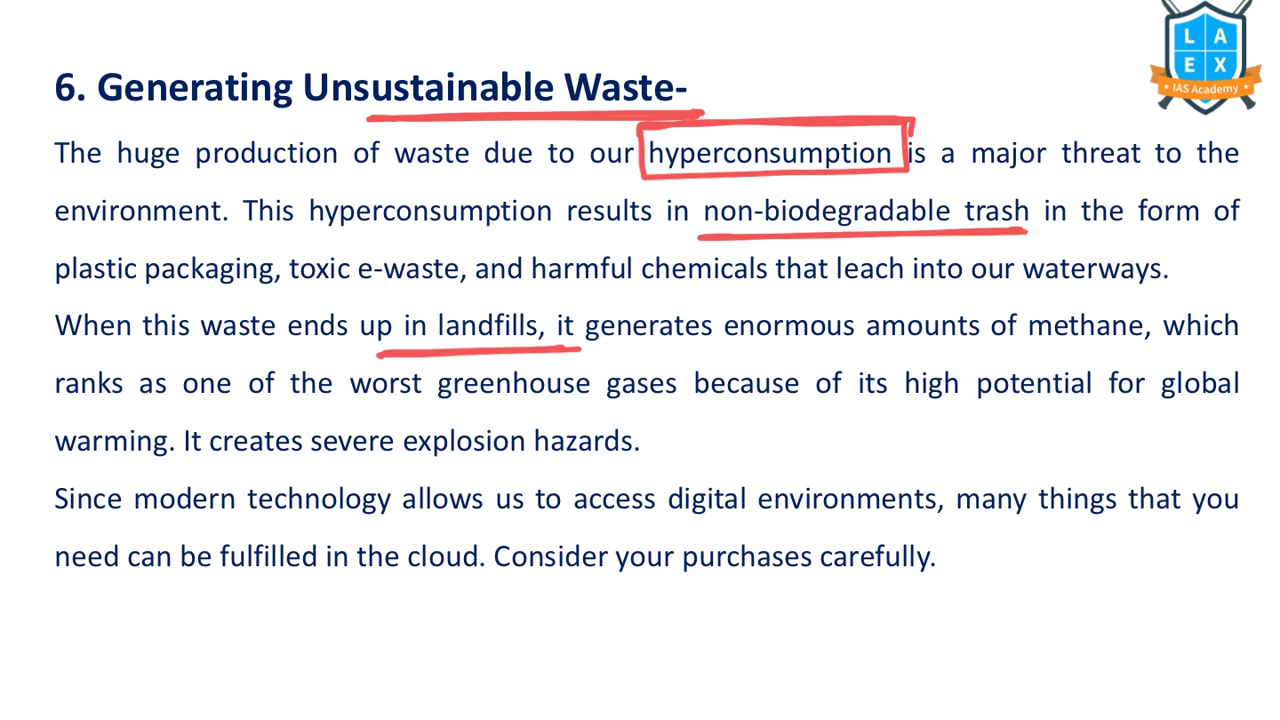 L A
E X
IAS Academy
6. Generating Unsustainable Waste-
The huge production of waste due to our hyperconsumption is a major threat to the
environment. This hyperconsumption results in non-biodegradable trash in the form of
plastic packaging, toxic e-waste, and harmful chemicals that leach into our waterways.
When this waste ends up in landfills, it generates enormous amounts of methane, which
ranks as one of the worst greenhouse gases because of its high potential for global
warming. It creates severe explosion hazards.
Since modern technology allows us to access digital environments, many things that you
need can be fulfilled in the cloud. Consider your purchases carefully.